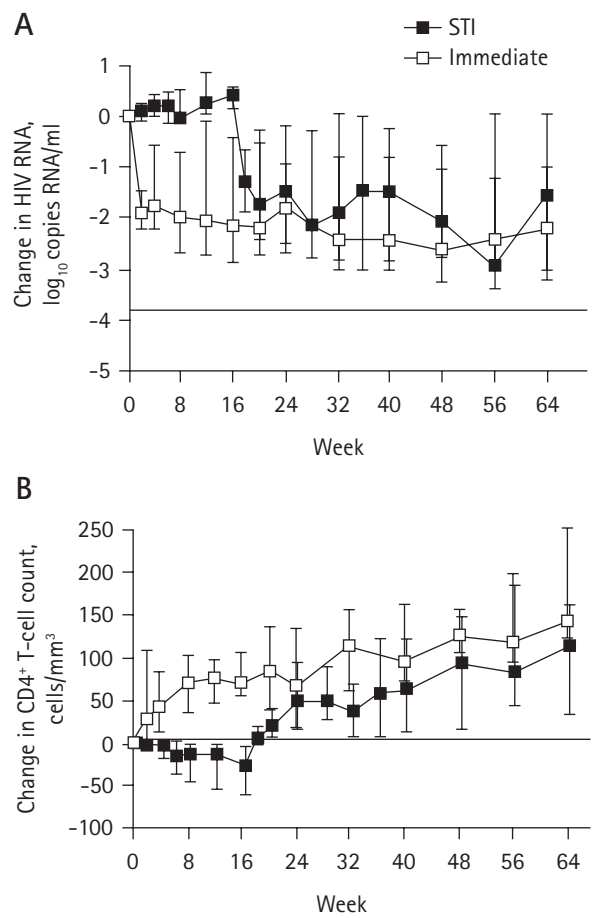 A
STI
Immediate
Change in HIV RNA,
log₁₀ copies RNA/ml
1
0
-1
-2
-3
-4
-5
0 8 16 24 32 40 48 56 64
Week
B
Change in CD4⁺ T-cell count,
cells/mm³
250
200
150
100
50
0
-50
-100
0 8 16 24 32 40 48 56 64
Week